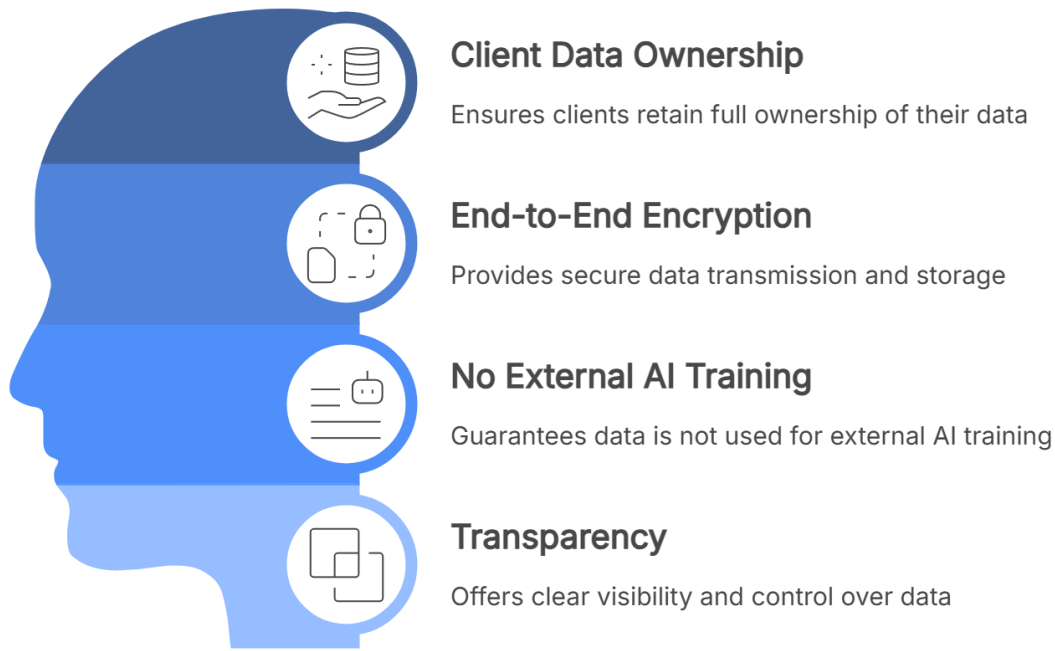 Client Data Ownership
Ensures clients retain full ownership of their data
End-to-End Encryption
Provides secure data transmission and storage
No External AI Training
Guarantees data is not used for external AI training
Transparency
Offers clear visibility and control over data